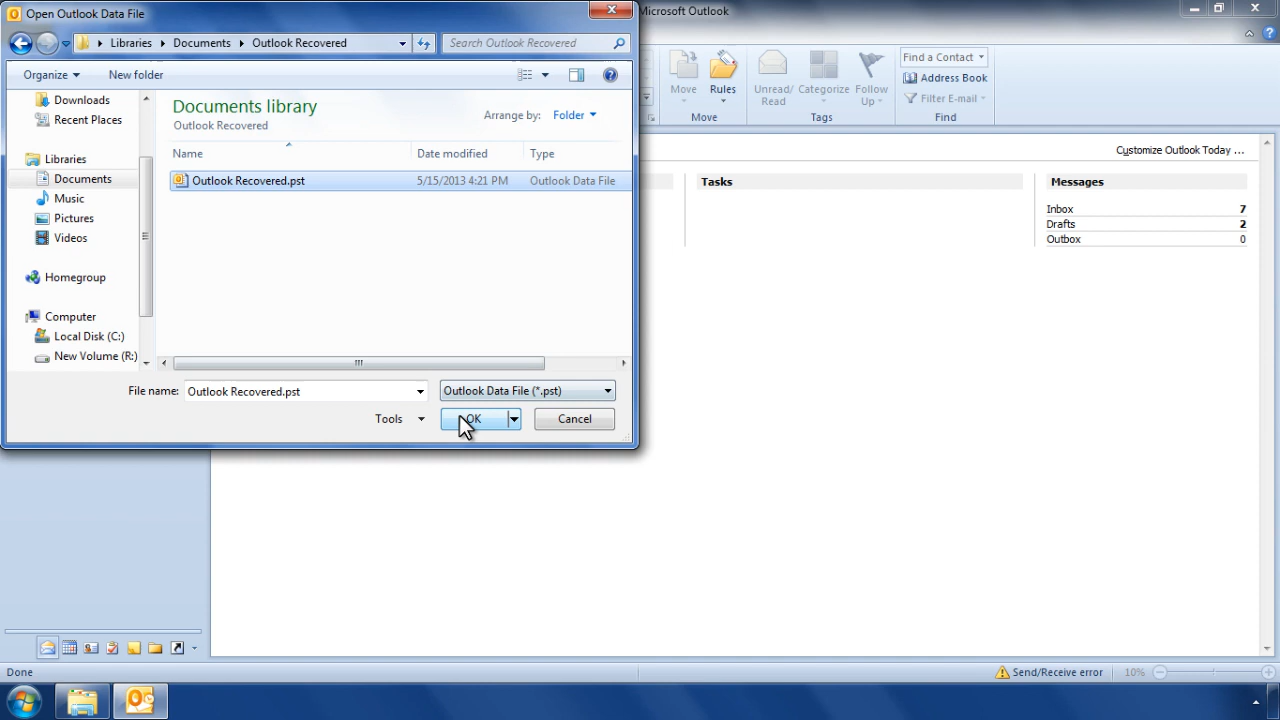 Open Outlook Data File
Microsoft Outlook
Libraries Documents Outlook Recovered
Search Outlook Recovered
Organize
New folder
Downloads
Recent Places
Libraries
Documents
Music
Pictures
Videos
Homegroup
Computer
Local Disk (C:)
New Volume (R:)
Documents library
Outlook Recovered
Arrange by: Folder
Name Date modified Type
Outlook Recovered.pst 5/15/2013 4:21 PM Outlook Data File
File name: Outlook Recovered.pst
Outlook Data File (*.pst)
Tools
OK
Cancel
Move
Rules
Move
Unread/
Read
Categorize
Follow
Up
Tags
Find a Contact
Address Book
Filter E-mail
Find
Customize Outlook Today ...
Tasks
Messages
Inbox 7
Drafts 2
Outbox 0
Done
Send/Receive error
10%